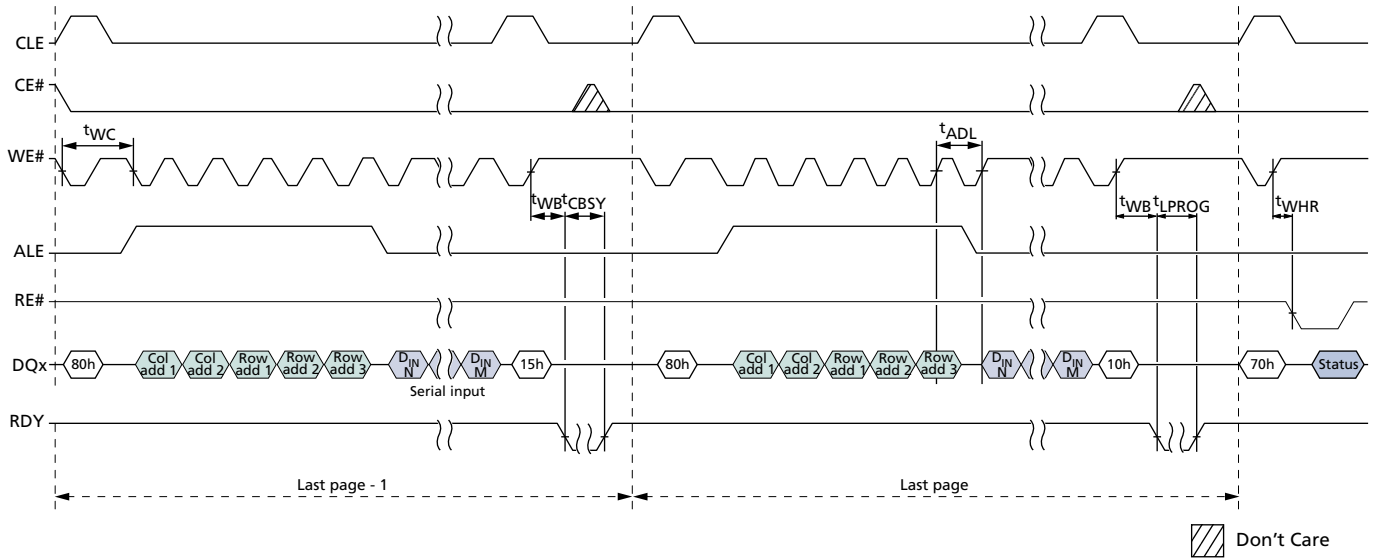 CLE
CE#
tWC
tADL
WE#
tWB tCBSY
tWB tLPROG
tWHR
ALE
RE#
DQx
80h
Col add 1
Col add 2
Row add 1
Row add 2
Row add 3
DIN N
DIN M
15h
80h
Col add 1
Col add 2
Row add 1
Row add 2
Row add 3
DIN N
DIN M
10h
70h
Status
Serial input
RDY
Last page - 1
Last page
Don't Care